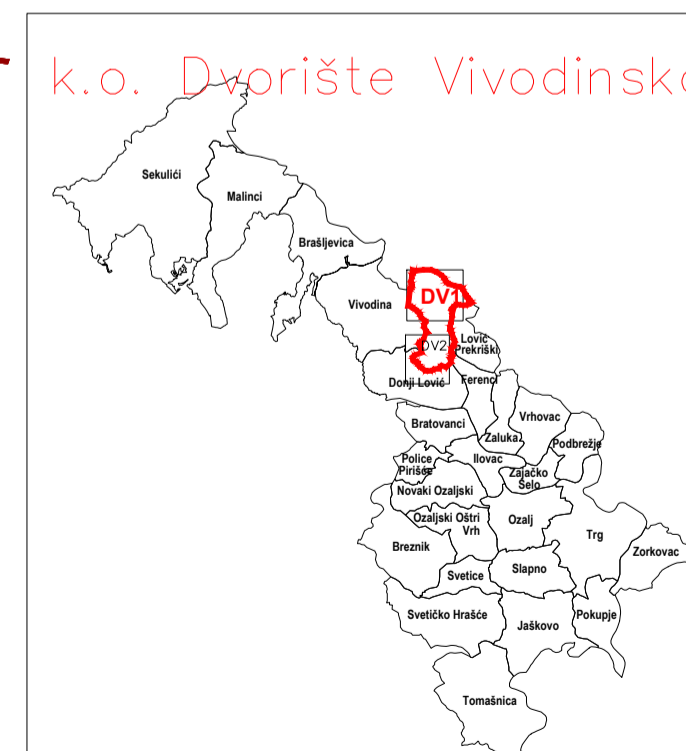 k.o. Dvorište Vivodinsko
Sekulići
Malinci
Brašljevica
Vivodina
DV1
DV2
Lović
Prekriški
Donji Lović
Ferenci
Bratovanci
Vrhovac
Zaluka
Podbrežje
Police
Pirišće
Ilovac
Zajačko
Selo
Novaki Ozaljski
Ozaljski Oštri
Vrh
Ozalj
Trg
Breznik
Zorkovac
Svetice
Slapno
Svetičko Hrašće
Jaškovo
Pokupje
Tomašnica